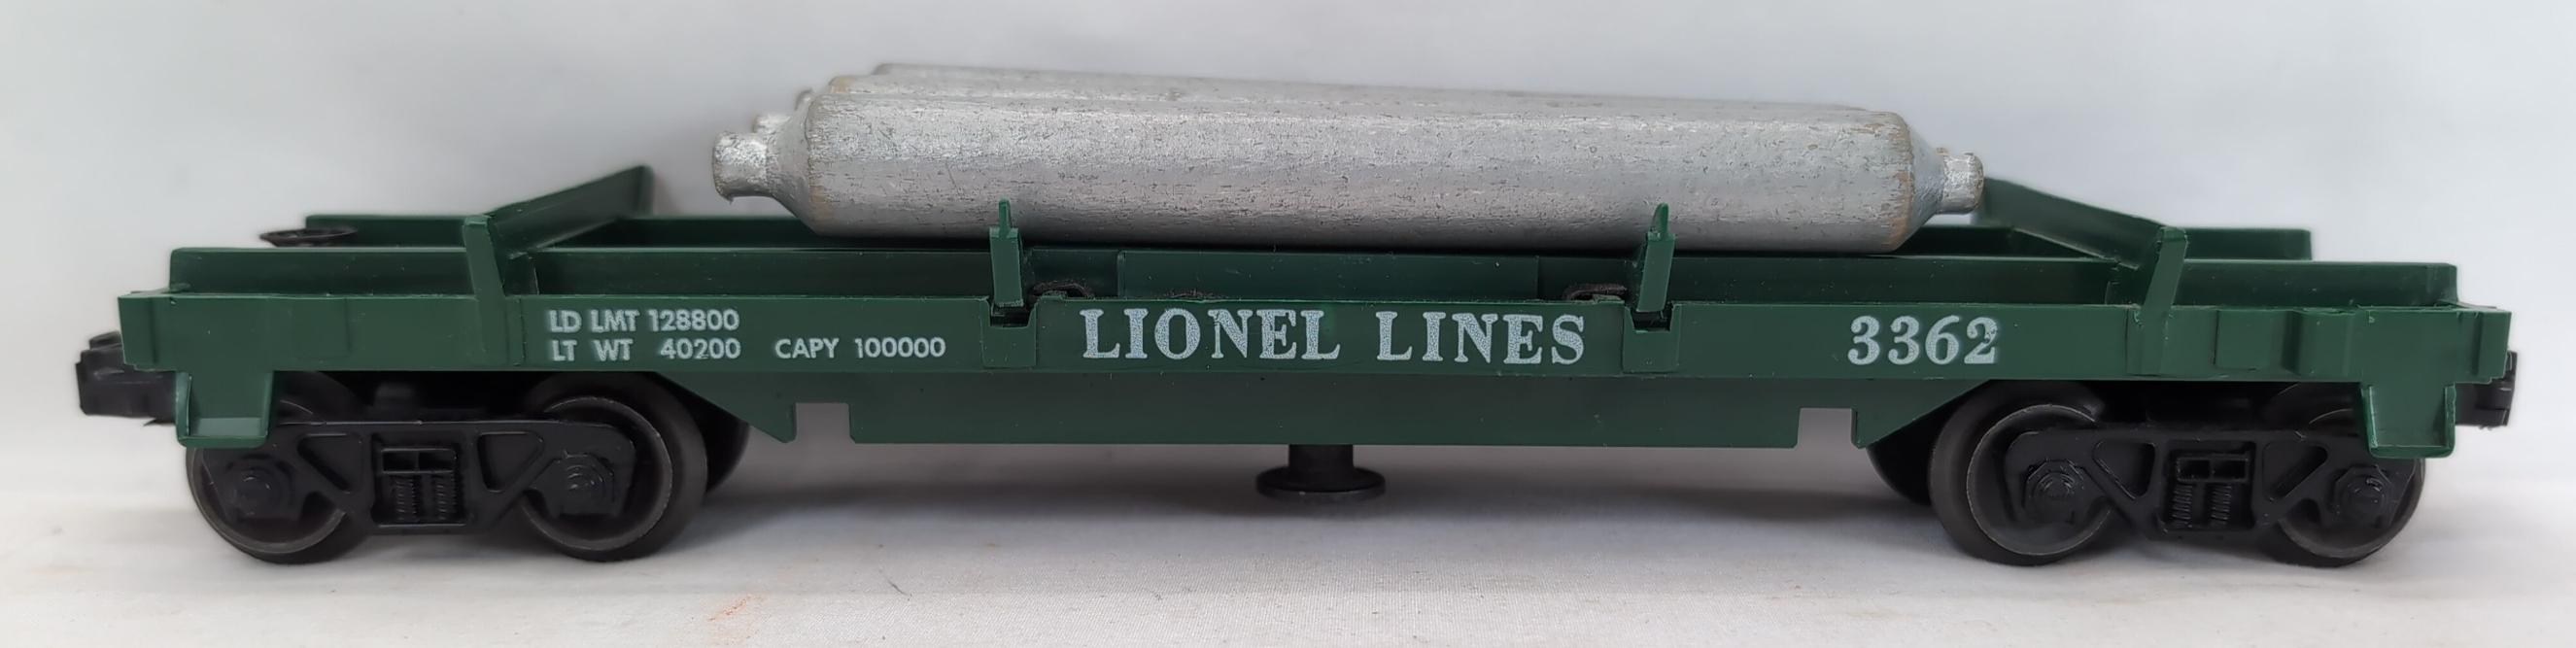 LD LMT 128800
LT WT 40200 CAPY 100000
LIONEL LINES
3362